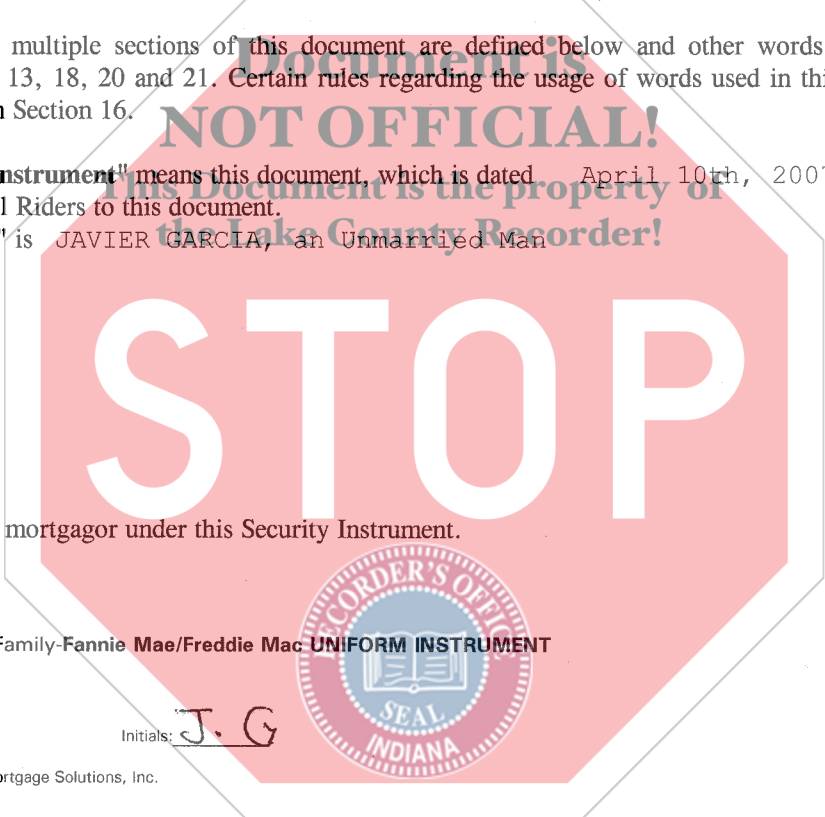 multiple sections of this document are defined below and other words
Document is
13, 18, 20 and 21. Certain rules regarding the usage of words used in thi
n Section 16.
NOT OFFICIAL!
nstrument" means this document, which is dated April 10th, 2007
This Document is the property of
l Riders to this document.
" is JAVIER GARCIA, an Unmarried Man
the Lake County Recorder!
STOP
mortgagor under this Security Instrument.
RECORDER'S OFFICE
Family-Fannie Mae/Freddie Mac UNIFORM INSTRUMENT
SEAL
INDIANA
Initials: J. G
ortgage Solutions, Inc.